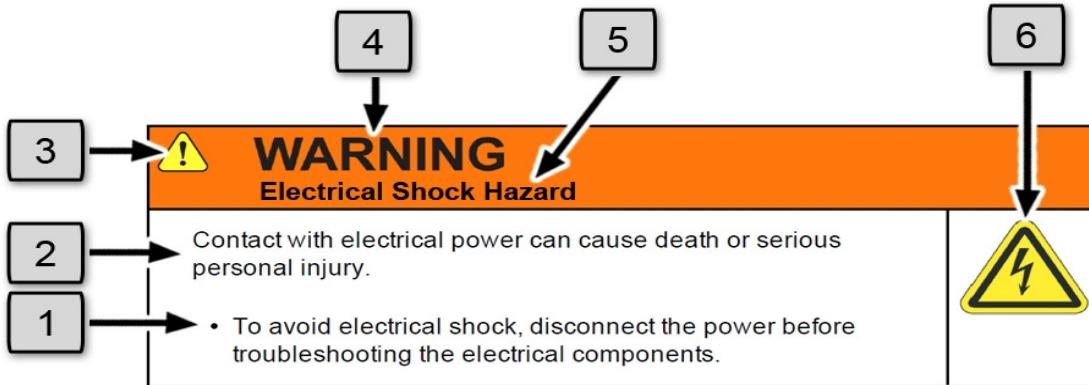 4 5 6
3
WARNING
Electrical Shock Hazard
2
Contact with electrical power can cause death or serious
personal injury.
1
• To avoid electrical shock, disconnect the power before
troubleshooting the electrical components.